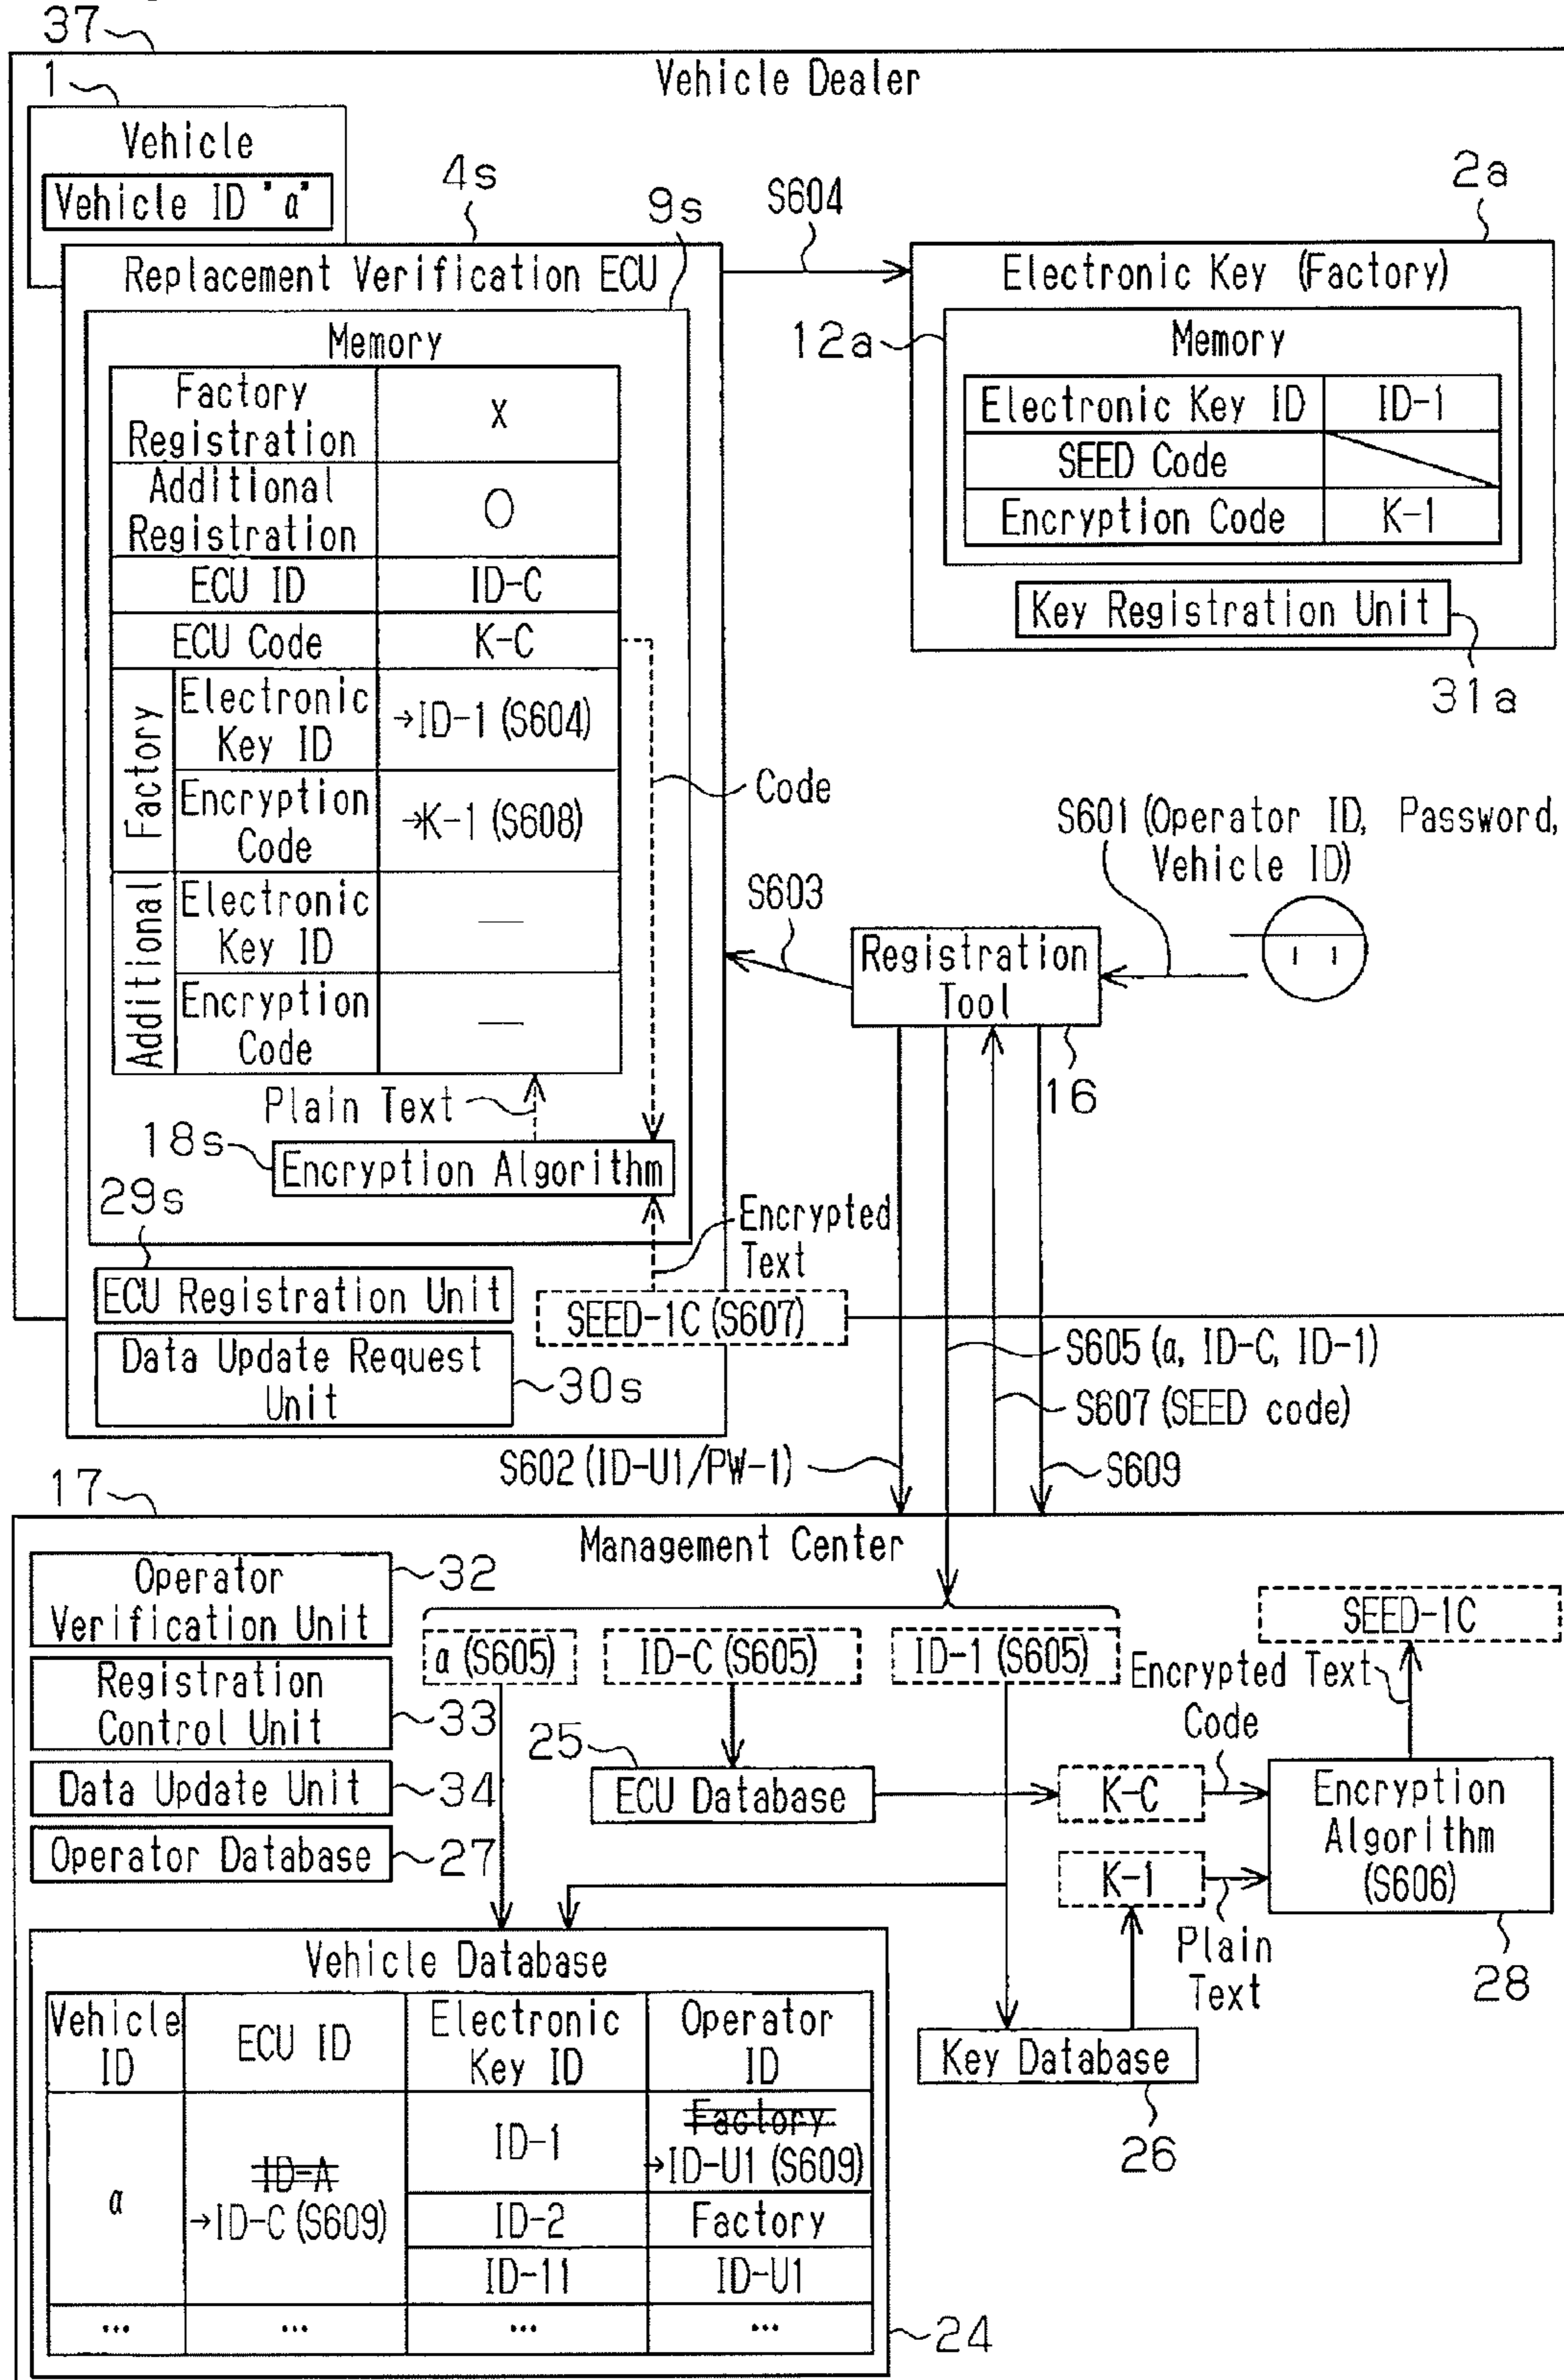 37
Vehicle Dealer
1
Vehicle
Vehicle ID "α"
4s
9s
S604
2a
Replacement Verification ECU
Memory
Factory
Registration
X
Additional
Registration
○
ECU ID
ID-C
ECU Code
K-C
Factory
Electronic
Key ID
→ID-1 (S604)
Encryption
Code
→K-1 (S608)
Additional
Electronic
Key ID
—
Encryption
Code
—
Code
Plain Text
18s
Encryption Algorithm
Encrypted
Text
29s
ECU Registration Unit
SEED-1C (S607)
Data Update Request
Unit
30s
Electronic Key (Factory)
12a
Memory
Electronic Key ID
ID-1
SEED Code
Encryption Code
K-1
Key Registration Unit
31a
S601 (Operator ID, Password,
Vehicle ID)
S603
Registration
Tool
16
S605 (α, ID-C, ID-1)
S607 (SEED code)
S602 (ID-U1/PW-1)
S609
17
Management Center
Operator
Verification Unit
32
Registration
Control Unit
33
Data Update Unit
34
Operator Database
27
α (S605)
ID-C (S605)
ID-1 (S605)
SEED-1C
Encrypted Text
Code
25
ECU Database
K-C
K-1
Encryption
Algorithm
(S606)
28
Plain
Text
Key Database
26
Vehicle Database
Vehicle
ID
ECU ID
Electronic
Key ID
Operator
ID
α
ID-A
→ID-C (S609)
ID-1
Factory
→ID-U1 (S609)
ID-2
Factory
ID-11
ID-U1
… … … …
24